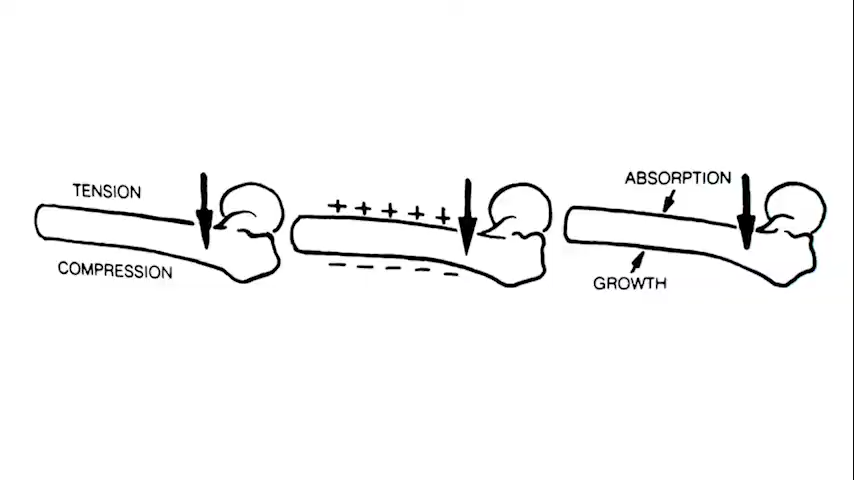 TENSION
COMPRESSION
+ + + + +
− − − − −
ABSORPTION
GROWTH